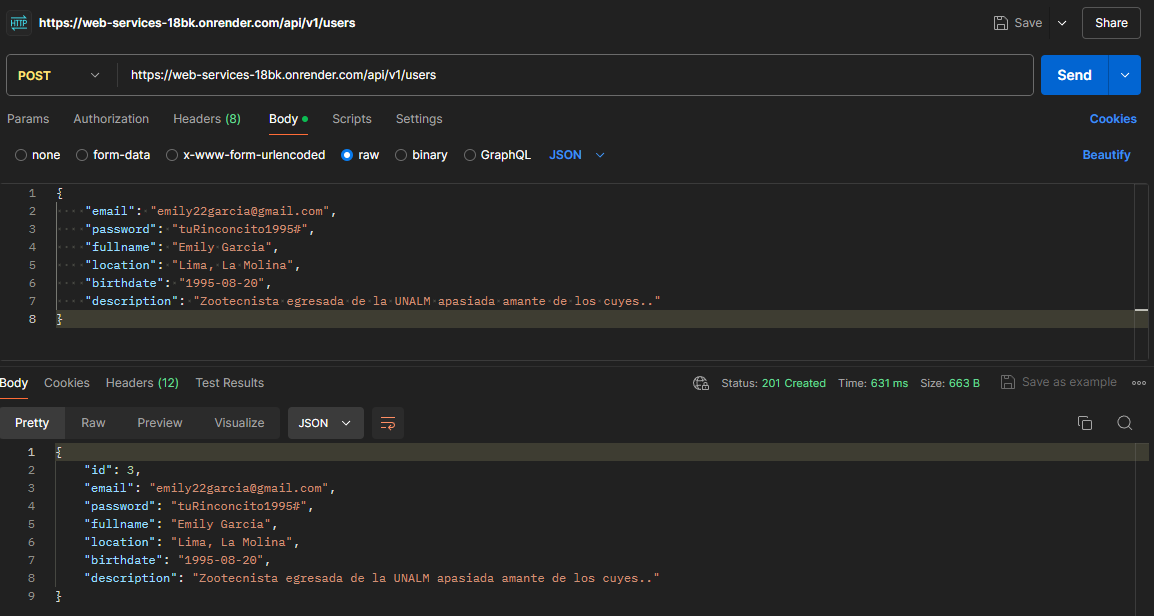 HTTP https://web-services-18bk.onrender.com/api/v1/users Save Share
POST https://web-services-18bk.onrender.com/api/v1/users Send
Params Authorization Headers (8) Body Scripts Settings Cookies
none form-data x-www-form-urlencoded raw binary GraphQL JSON Beautify
1 {
2 "email": "emily22garcia@gmail.com",
3 "password": "tuRinconcito1995#",
4 "fullname": "Emily Garcia",
5 "location": "Lima, La Molina",
6 "birthdate": "1995-08-20",
7 "description": "Zootecnista egresada de la UNALM apasiada amante de los cuyes.."
8 }
Body Cookies Headers (12) Test Results Status: 201 Created Time: 631 ms Size: 663 B Save as example
Pretty Raw Preview Visualize JSON
1 {
2 "id": 3,
3 "email": "emily22garcia@gmail.com",
4 "password": "tuRinconcito1995#",
5 "fullname": "Emily Garcia",
6 "location": "Lima, La Molina",
7 "birthdate": "1995-08-20",
8 "description": "Zootecnista egresada de la UNALM apasiada amante de los cuyes.."
9 }